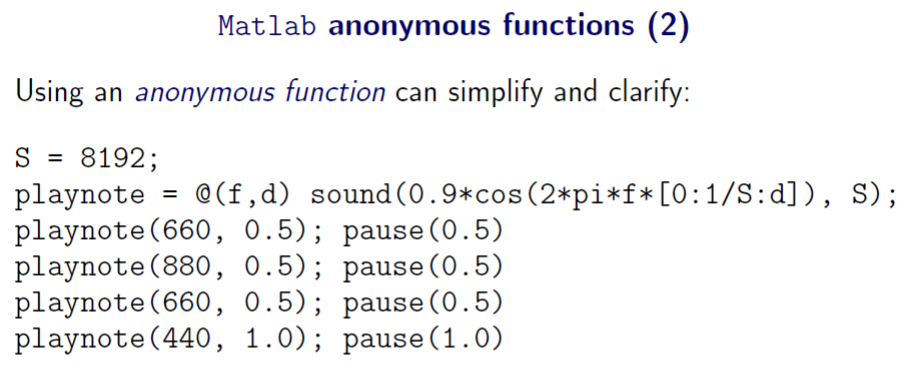 Matlab anonymous functions (2)
Using an anonymous function can simplify and clarify:
S = 8192;
playnote = @(f,d) sound(0.9*cos(2*pi*f*[0:1/S:d]), S);
playnote(660, 0.5); pause(0.5)
playnote(880, 0.5); pause(0.5)
playnote(660, 0.5); pause(0.5)
playnote(440, 1.0); pause(1.0)